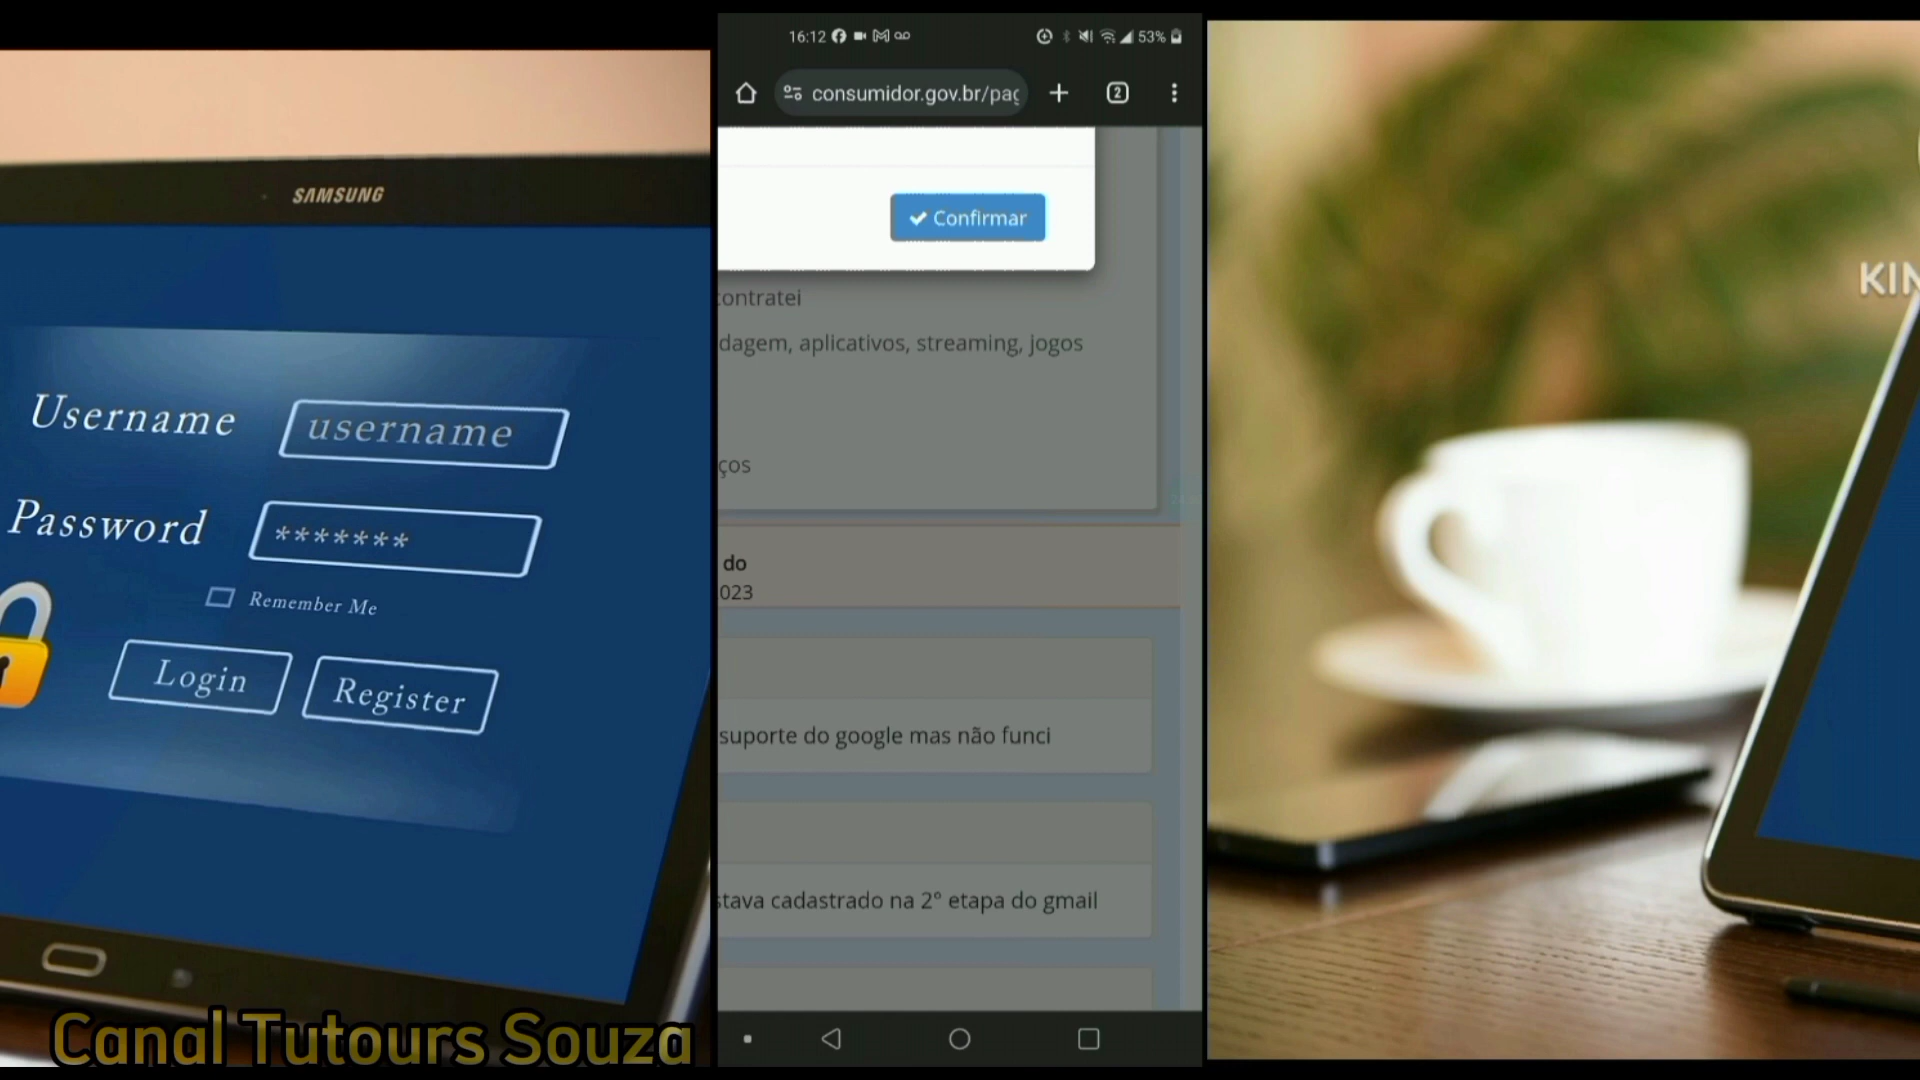 SAMSUNG
Username
username
Password
*******
Remember Me
Login
Register
Canal Tutours Souza
16:12
53%
consumidor.gov.br/pag
2
Confirmar
contratei
dagem, aplicativos, streaming, jogos
ços
do
023
suporte do google mas não funci
stava cadastrado na 2° etapa do gmail
KIN